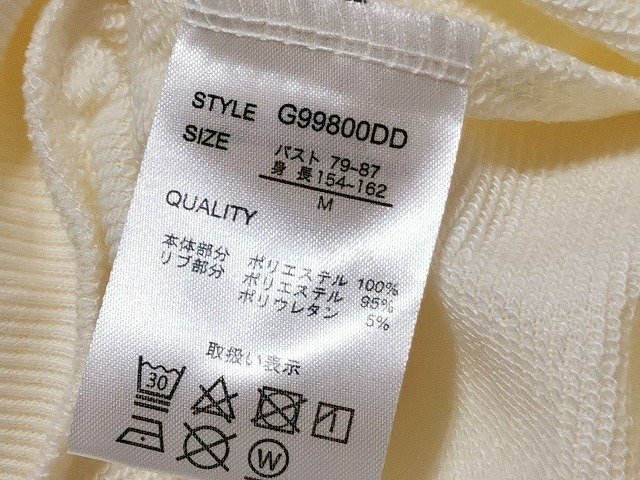 STYLE G99800DD
SIZE バスト 79-87
身 長 154-162
M
QUALITY
本体部分 ポリエステル 100%
リブ部分 ポリエステル 95%
ポリウレタン 5%
取扱い表示
30
W